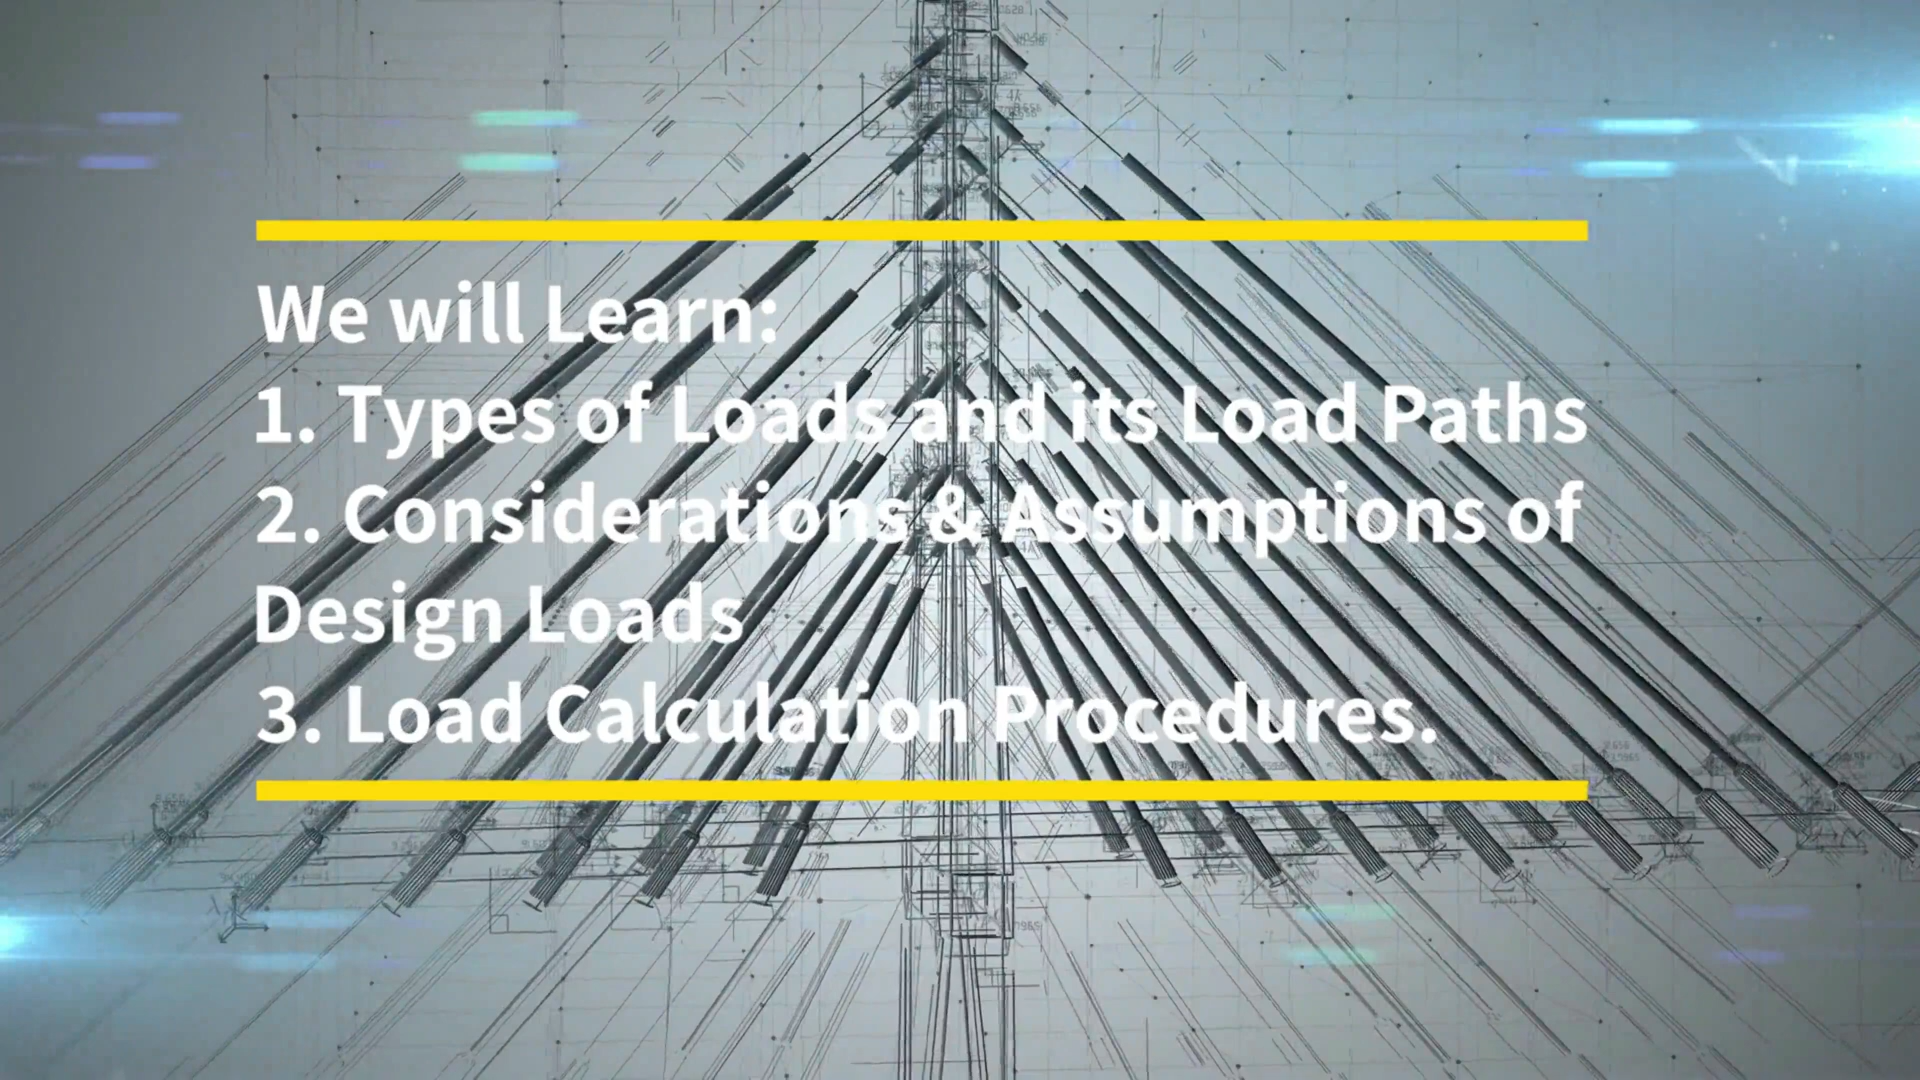 We will Learn:
1. Types of Loads and its Load Paths
2. Considerations & Assumptions of
Design Loads
3. Load Calculation Procedures.